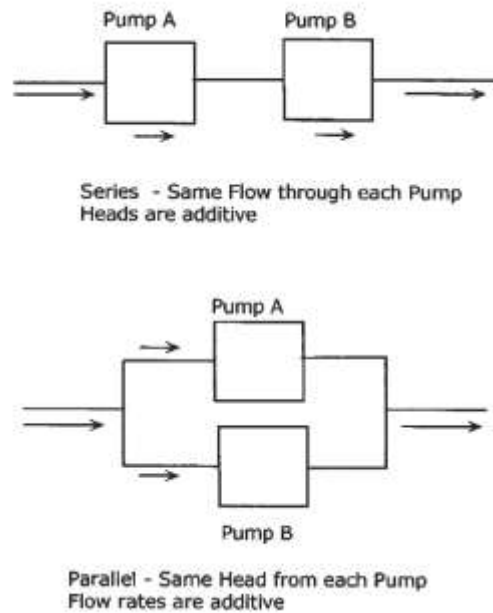 Pump A
Pump B
Series - Same Flow through each Pump
Heads are additive
Pump A
Pump B
Parallel - Same Head from each Pump
Flow rates are additive